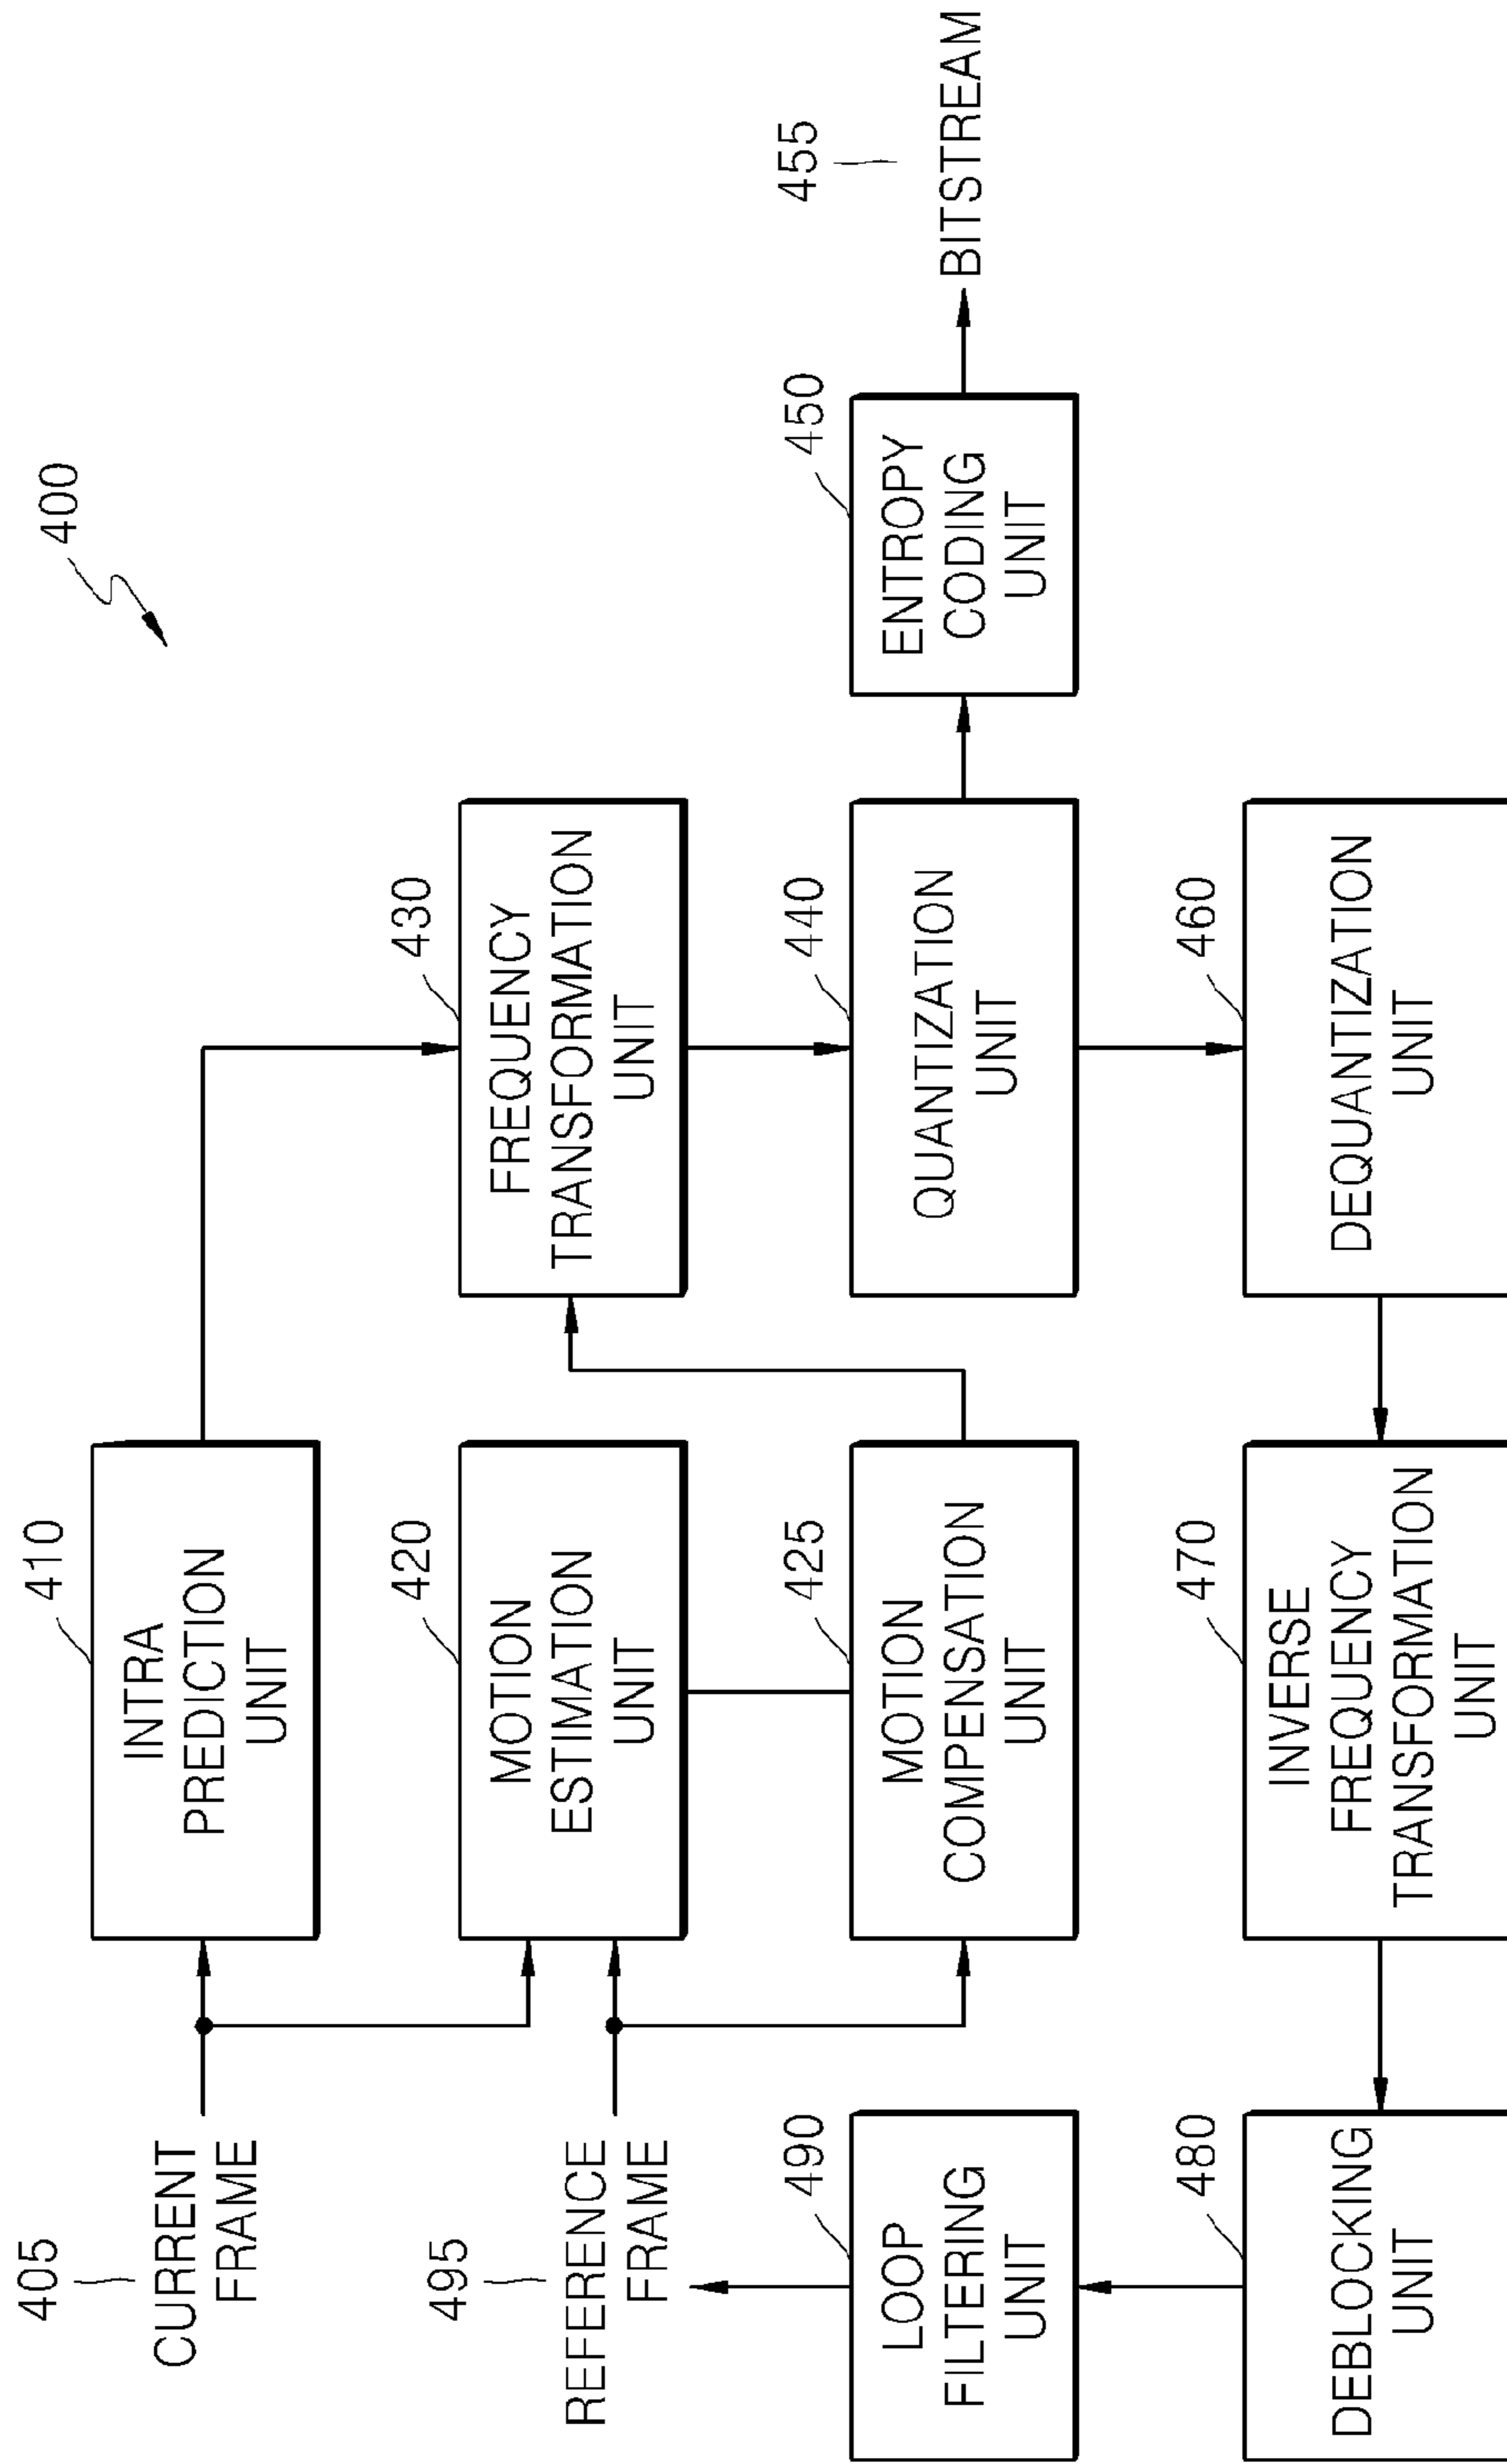 400
405
CURRENT
FRAME
410
INTRA
PREDICTION
UNIT
495
REFERENCE
FRAME
420
MOTION
ESTIMATION
UNIT
430
FREQUENCY
TRANSFORMATION
UNIT
490
LOOP
FILTERING
UNIT
425
MOTION
COMPENSATION
UNIT
440
QUANTIZATION
UNIT
450
ENTROPY
CODING
UNIT
455
BITSTREAM
480
DEBLOCKING
UNIT
470
INVERSE
FREQUENCY
TRANSFORMATION
UNIT
460
DEQUANTIZATION
UNIT